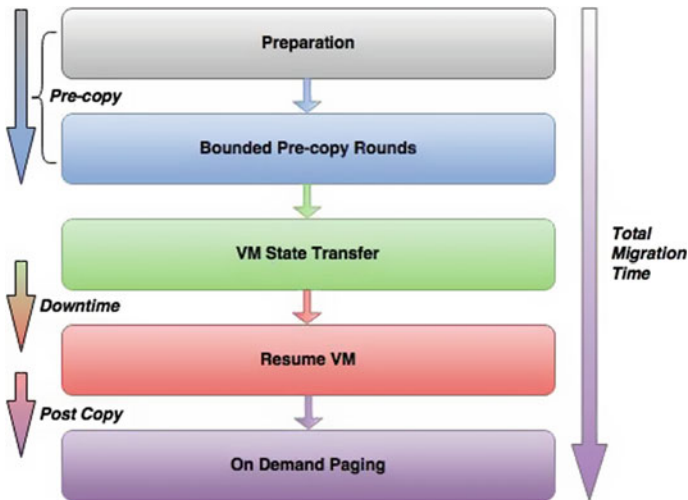 Preparation
Pre-copy
Bounded Pre-copy Rounds
VM State Transfer
Total
Migration
Time
Downtime
Resume VM
Post Copy
On Demand Paging